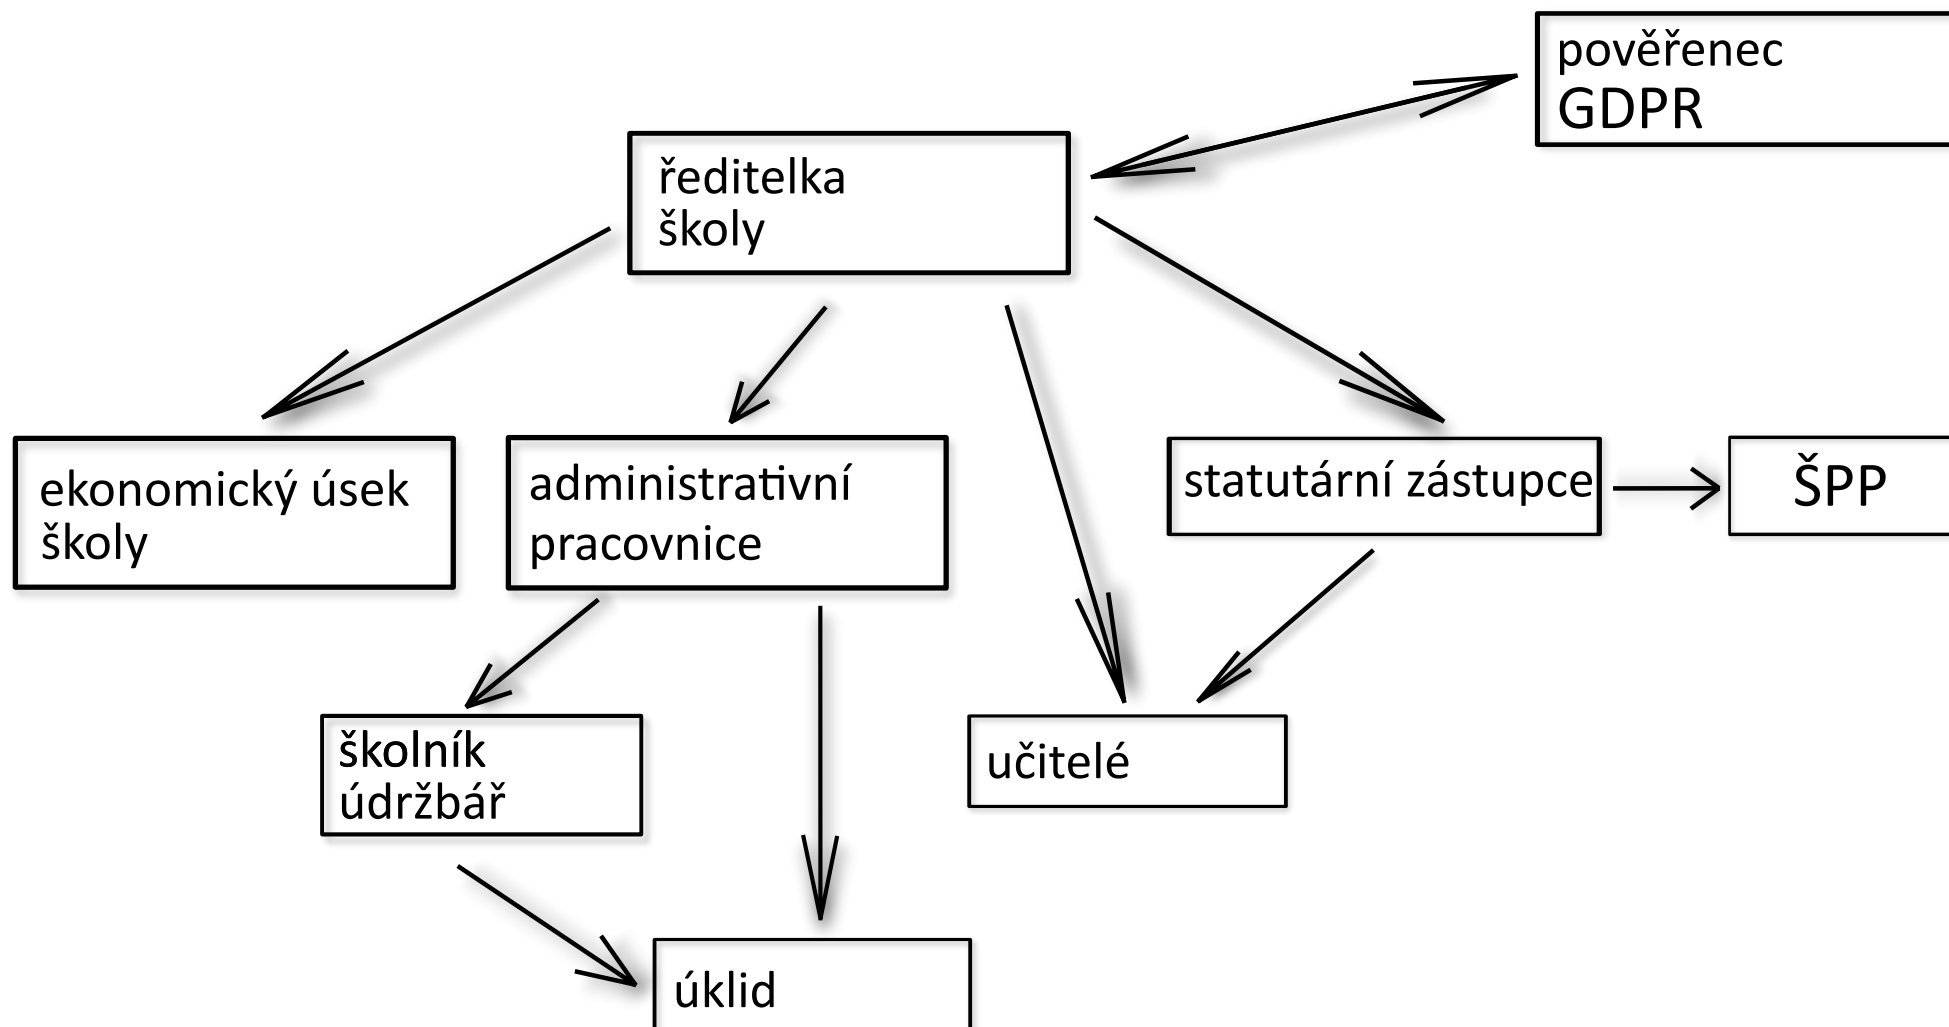 pověřenec
GDPR
ředitelka
školy
ekonomický úsek
školy
administrativní
pracovnice
statutární zástupce
ŠPP
školník
údržbář
učitelé
úklid